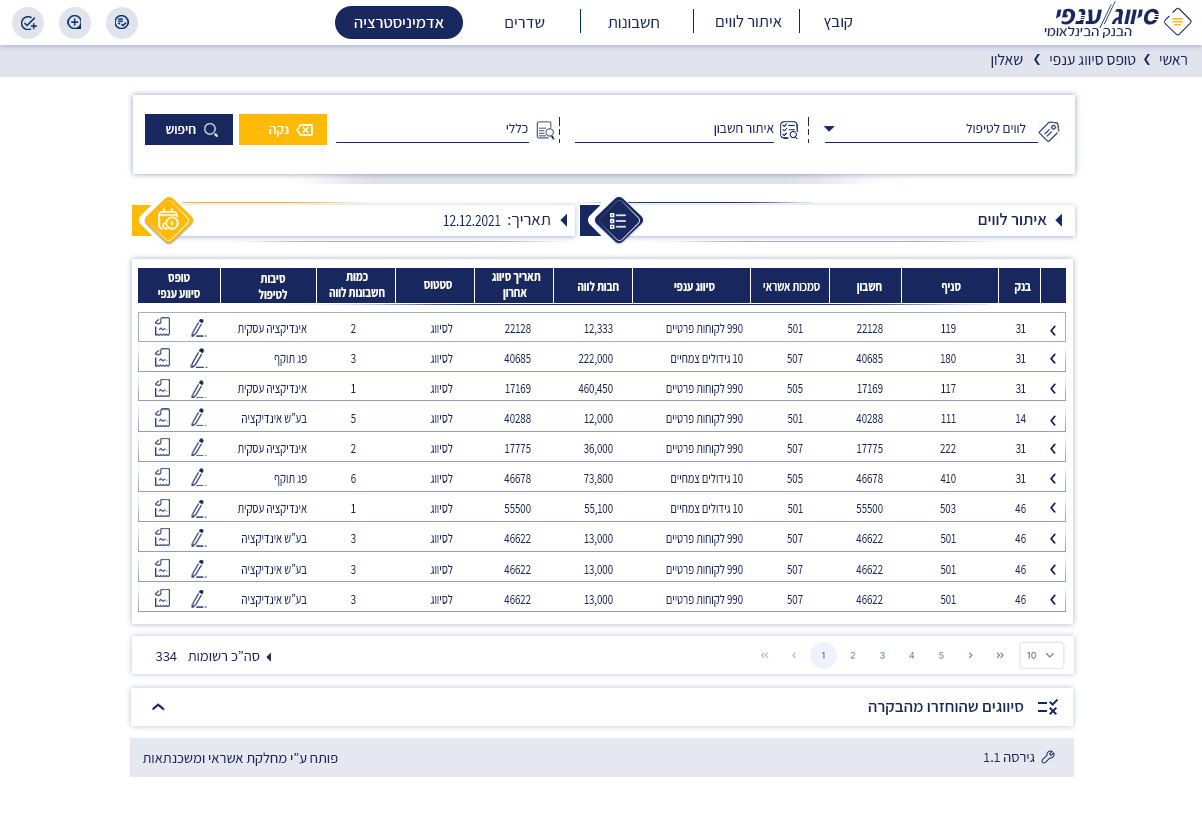 סיווג/ענפי
הבנק הבינלאומי
קובץ
איתור לווים
חשבונות
שדרים
אדמיניסטרציה
ראשי ❯ טופס סיווג ענפי ❯ שאלון
לווים לטיפול
איתור חשבון
כללי
נקה
חיפוש
איתור לווים
תאריך: 12.12.2021
בנק סניף חשבון סמכות אשראי סיווג ענפי חבות לווה תאריך סיווג אחרון סטטוס כמות חשבונות לווה סיבות לטיפול טופס סיווע ענפי
31 119 22128 501 990 לקוחות פרטיים 12,333 22128 לסיווג 2 אינדיקציה עסקית
31 180 40685 507 10 גידולים צמחיים 222,000 40685 לסיווג 3 פג תוקף
31 117 17169 505 990 לקוחות פרטיים 460,450 17169 לסיווג 1 אינדיקציה עסקית
14 111 40288 501 990 לקוחות פרטיים 12,000 40288 לסיווג 5 בע”ש אינדיקציה
31 222 17775 507 990 לקוחות פרטיים 36,000 17775 לסיווג 2 אינדיקציה עסקית
31 410 46678 505 10 גידולים צמחיים 73,800 46678 לסיווג 6 פג תוקף
46 503 55500 501 10 גידולים צמחיים 55,100 55500 לסיווג 1 אינדיקציה עסקית
46 501 46622 507 990 לקוחות פרטיים 13,000 46622 לסיווג 3 בע”ש אינדיקציה
46 501 46622 507 990 לקוחות פרטיים 13,000 46622 לסיווג 3 בע”ש אינדיקציה
46 501 46622 507 990 לקוחות פרטיים 13,000 46622 לסיווג 3 בע”ש אינדיקציה
« ‹ 1 2 3 4 5 › » 10
סה”כ רשומות 334
סיווגים שהוחזרו מהבקרה
גירסה 1.1
פותח ע”י מחלקת אשראי ומשכנתאות